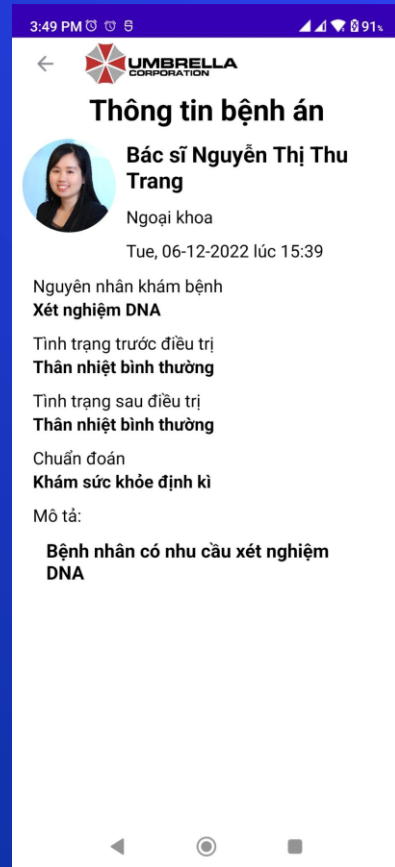 3:49 PM
91%
UMBRELLA
CORPORATION
Thông tin bệnh án
Bác sĩ Nguyễn Thị Thu
Trang
Ngoại khoa
Tue, 06-12-2022 lúc 15:39
Nguyên nhân khám bệnh
Xét nghiệm DNA
Tình trạng trước điều trị
Thân nhiệt bình thường
Tình trạng sau điều trị
Thân nhiệt bình thường
Chuẩn đoán
Khám sức khỏe định kì
Mô tả:
Bệnh nhân có nhu cầu xét nghiệm
DNA